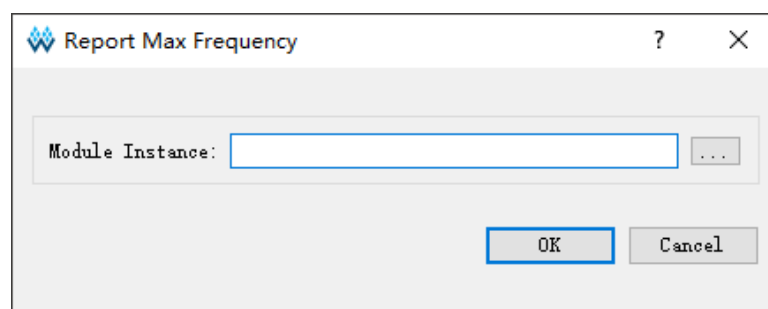 Report Max Frequency ? ×
Module Instance: ...
OK Cancel